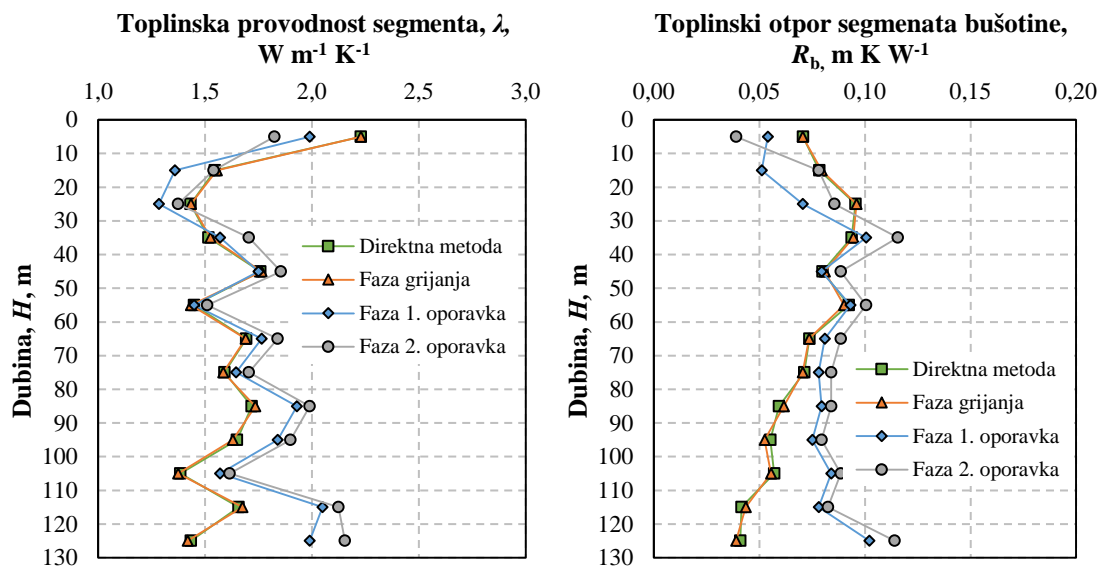 Toplinska provodnost segmenta, λ,
W m-1 K-1
1,0 1,5 2,0 2,5 3,0
Dubina, H, m
0
10
20
30
40
50
60
70
80
90
100
110
120
130
Direktna metoda
Faza grijanja
Faza 1. oporavka
Faza 2. oporavka
Toplinski otpor segmenata bušotine,
Rb, m K W-1
0,00 0,05 0,10 0,15 0,20
Dubina, H, m
0
10
20
30
40
50
60
70
80
90
100
110
120
130
Direktna metoda
Faza grijanja
Faza 1. oporavka
Faza 2. oporavka